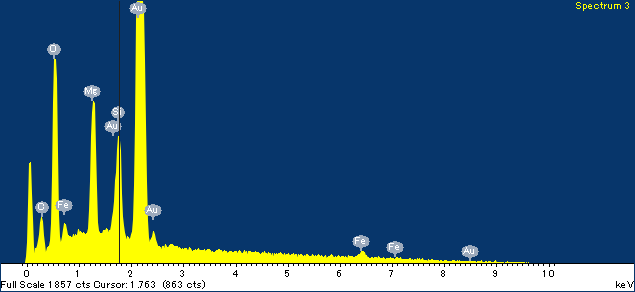 Spectrum 3
Au
O
Mg
Si
Au
O
Fe
Au
Fe
Fe
Au
0 1 2 3 4 5 6 7 8 9 10
Full Scale 1857 cts Cursor: 1.763 (863 cts) keV